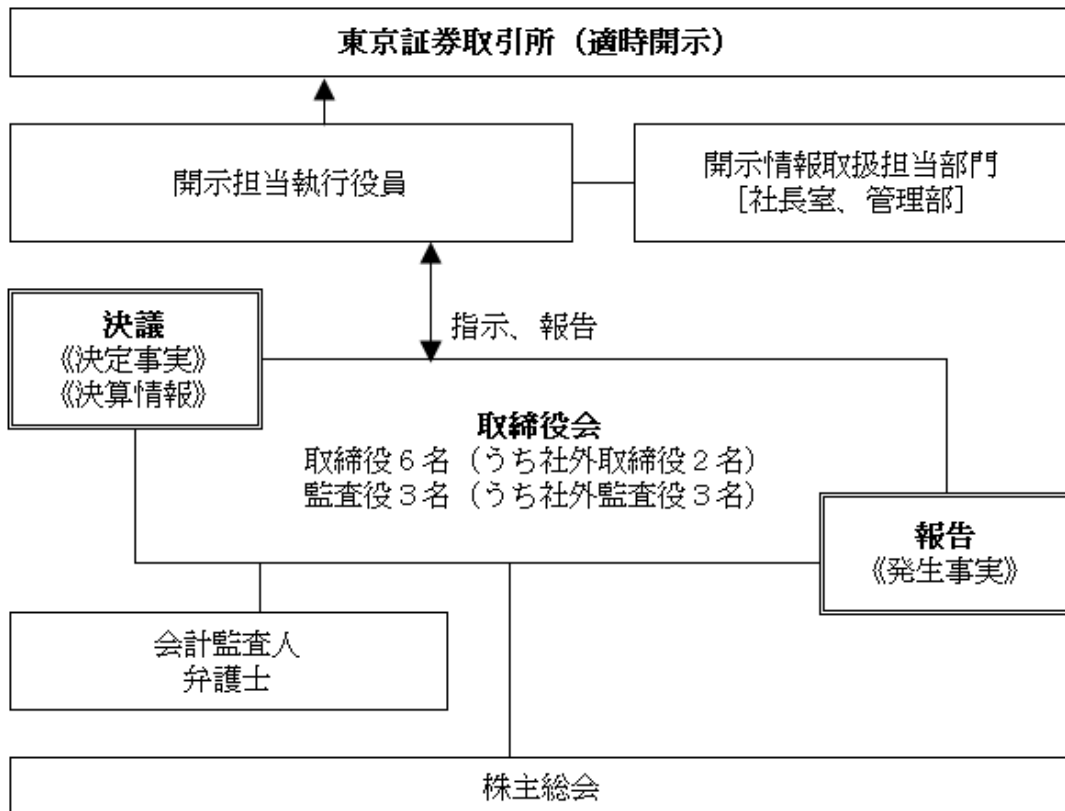 東京証券取引所（適時開示）
開示担当執行役員
開示情報取扱担当部門
［社長室、管理部］
指示、報告
決議
《決定事実》
《決算情報》
取締役会
取締役６名（うち社外取締役２名）
監査役３名（うち社外監査役３名）
報告
《発生事実》
会計監査人
弁護士
株主総会